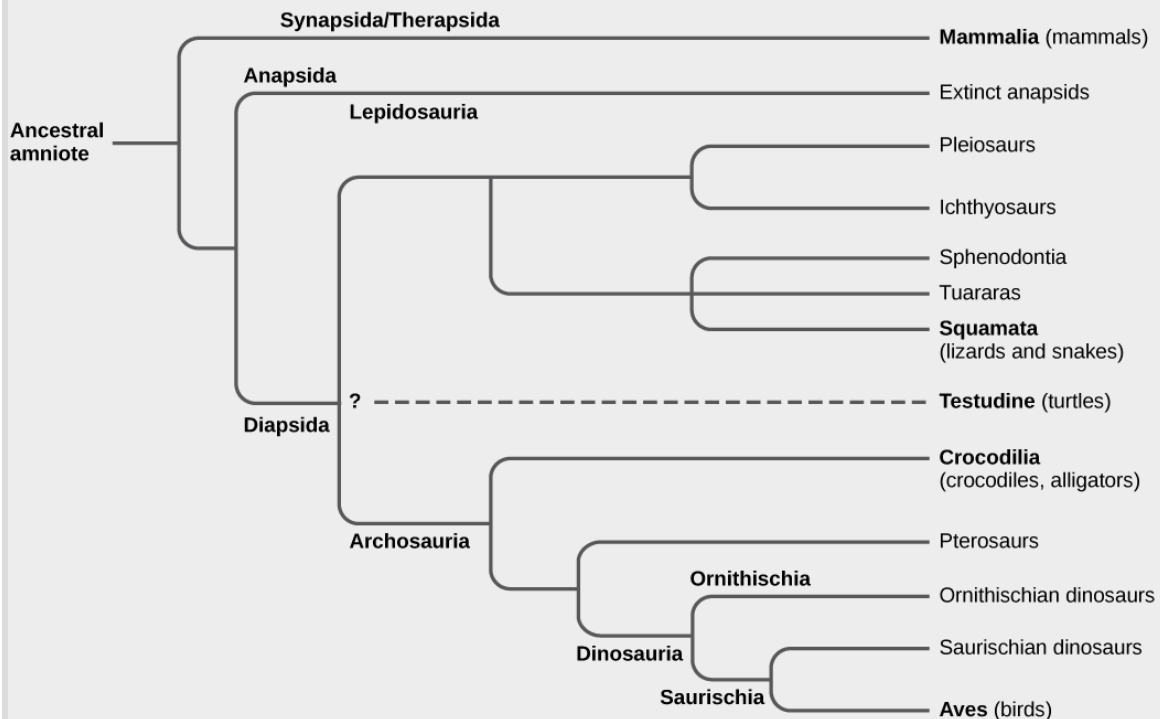 Synapsida/Therapsida
Mammalia (mammals)
Anapsida
Extinct anapsids
Lepidosauria
Ancestral
amniote
Pleiosaurs
Ichthyosaurs
Sphenodontia
Tuararas
Squamata
(lizards and snakes)
?
Testudine (turtles)
Diapsida
Crocodilia
(crocodiles, alligators)
Archosauria
Pterosaurs
Ornithischia
Ornithischian dinosaurs
Dinosauria
Saurischian dinosaurs
Saurischia
Aves (birds)